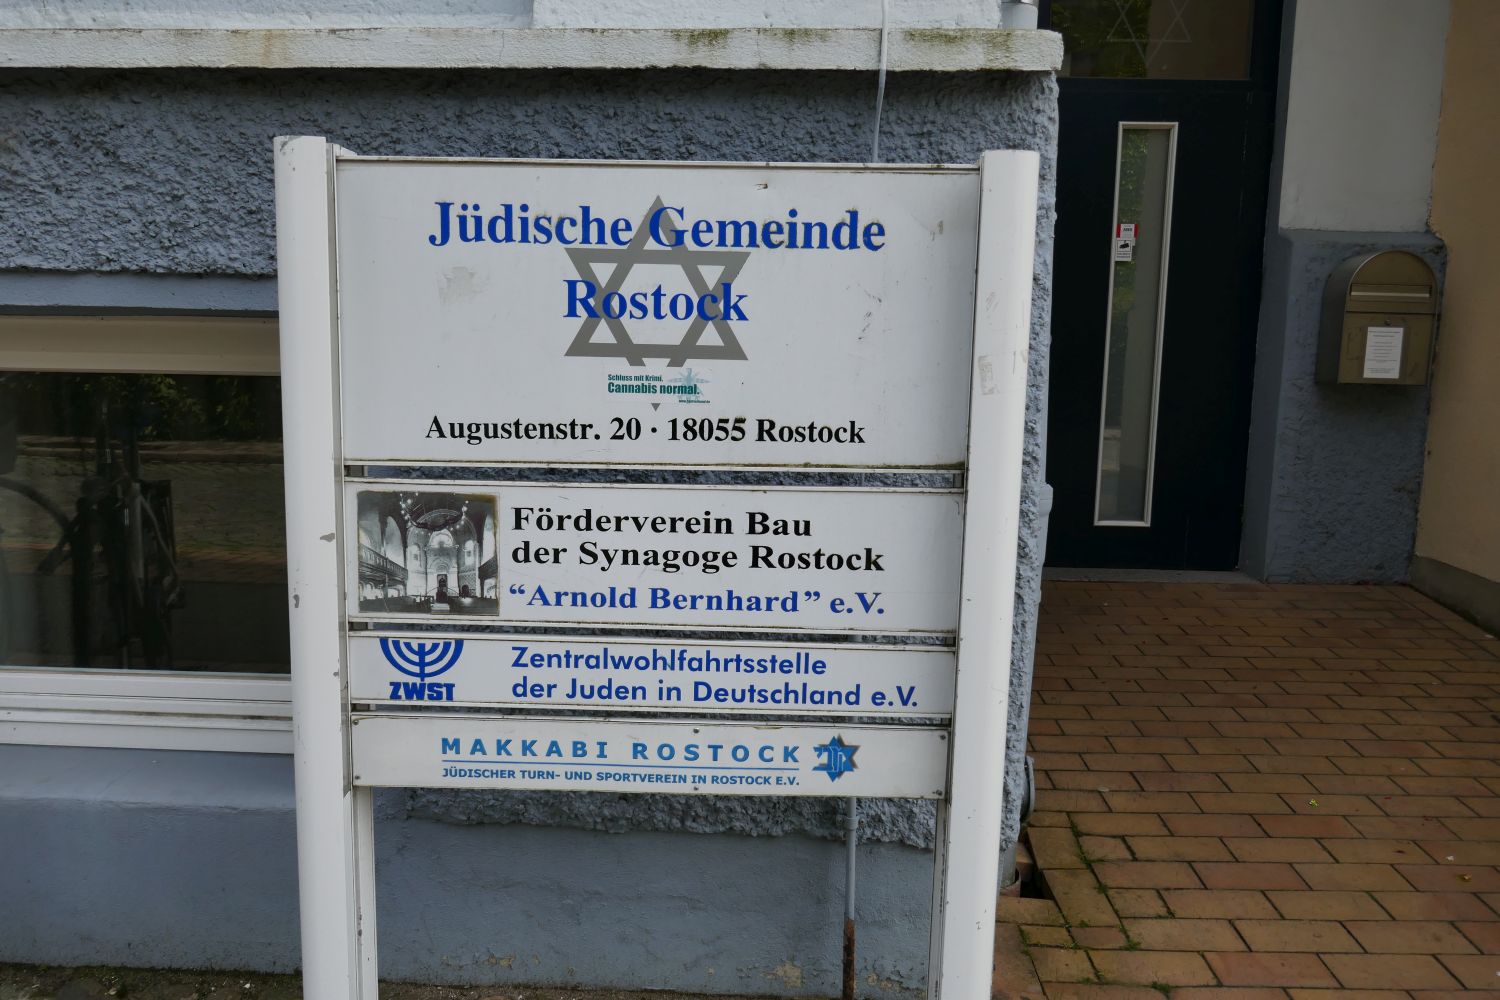 Jüdische Gemeinde
Rostock
Schluss mit Krimi.
Cannabis normal.
Augustenstr. 20 · 18055 Rostock
Förderverein Bau
der Synagoge Rostock
“Arnold Bernhard” e.V.
ZWST
Zentralwohlfahrtsstelle
der Juden in Deutschland e.V.
MAKKABI ROSTOCK
JÜDISCHER TURN- UND SPORTVEREIN IN ROSTOCK E.V.